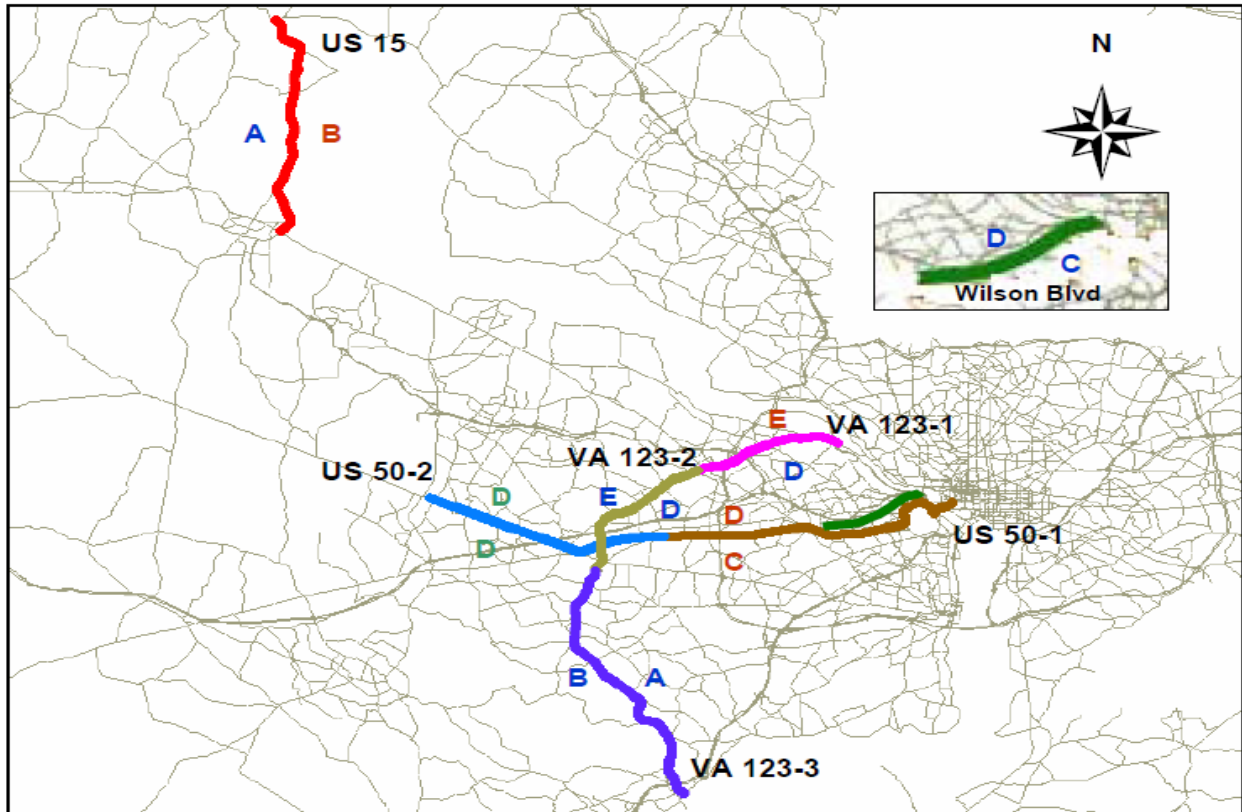 US 15
N
A
B
D
C
Wilson Blvd
E
VA 123-1
VA 123-2
D
US 50-2
D
E
D
D
D
US 50-1
C
B
A
VA 123-3